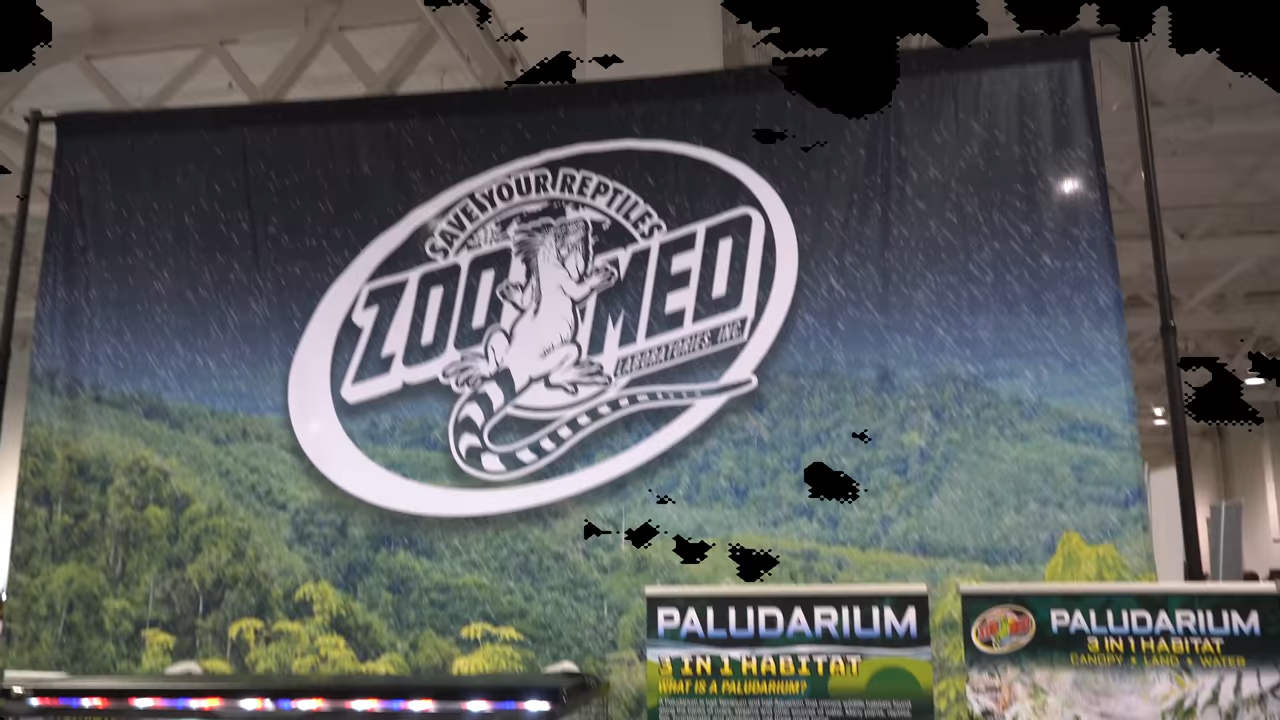 SAVE YOUR REPTILES
ZOO MED
LABORATORIES, INC.
PALUDARIUM
3 IN 1 HABITAT
WHAT IS A PALUDARIUM?
PALUDARIUM
3 IN 1 HABITAT
CANOPY • LAND • WATER